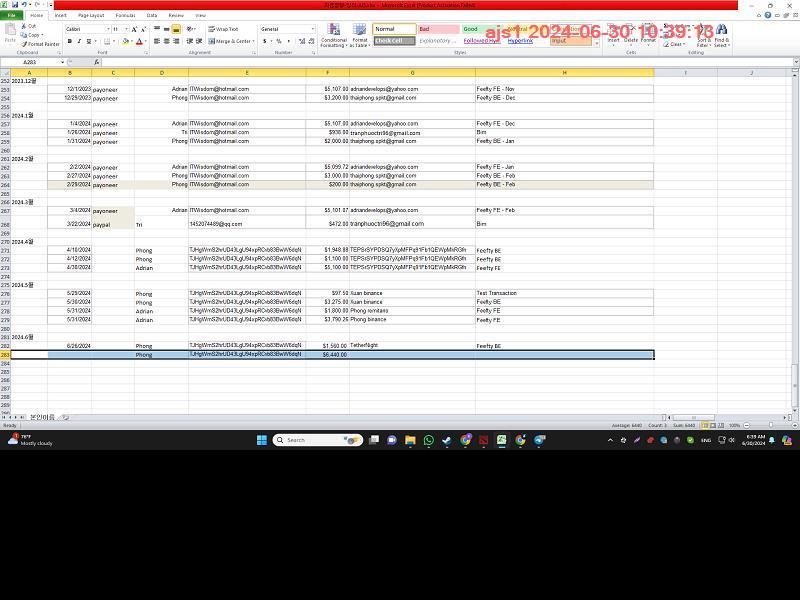 Microsoft Excel (Product Activation Failed)
File Home Insert Page Layout Formulas Data Review View
ajs1 2024-06-30 10:39:13
Cut Calibri 11 Wrap Text General Normal Bad Good
Copy
Format Painter Merge & Center Conditional Formatting Format as Table Check Cell Explanatory ... Followed Hyp... Hyperlink Input Insert Delete Format Clear Sort & Filter Find & Select
Clipboard Font Alignment Number Styles Cells Editing
A283
A B C D E F G H I J
252 2023.12월
253 12/1/2023 payoneer Adrian ITWisdom@hotmail.com $5,107.00 adriandevelops@yahoo.com Feefty FE - Nov
254 12/29/2023 payoneer Phong ITWisdom@hotmail.com $3,200.00 thaiphong.spkt@gmail.com Feefty BE - Dec
255
256 2024.1월
257 1/4/2024 payoneer Adrian ITWisdom@hotmail.com $5,107.00 adriandevelops@yahoo.com Feefty FE - Dec
258 1/26/2024 payoneer Tri ITWisdom@hotmail.com $938.00 tranphuoctri96@gmail.com Bim
259 1/31/2024 payoneer Phong ITWisdom@hotmail.com $2,000.00 thaiphong.spkt@gmail.com Feefty BE - Jan
260
261 2024.2월
262 2/2/2024 payoneer Adrian ITWisdom@hotmail.com $5,099.72 adriandevelops@yahoo.com Feefty FE - Jan
263 2/27/2024 payoneer Phong ITWisdom@hotmail.com $3,000.00 thaiphong.spkt@gmail.com Feefty BE - Feb
264 2/29/2024 payoneer Phong ITWisdom@hotmail.com $200.00 thaiphong.spkt@gmail.com Feefty BE - Feb
265
266 2024.3월
267 3/4/2024 payoneer Adrian ITWisdom@hotmail.com $5,101.07 adriandevelops@yahoo.com Feefty FE - Feb
268 3/22/2024 paypal Tri 1452074489@qq.com $472.00 tranphuoctri96@gmail.com Bim
269
270 2024.4월
271 4/10/2024 Phong $1,948.88 Feefty BE
272 4/12/2024 Phong $1,100.00 Feefty BE
273 4/30/2024 Adrian $5,100.00 Feefty FE
274
275 2024.5월
276 5/29/2024 Phong $97.50 Xuan binance Test Transaction
277 5/30/2024 Phong $3,275.00 Xuan binance Feefty BE
278 5/31/2024 Adrian $1,800.00 Phong remitano Feefty FE
279 5/31/2024 Adrian $3,790.26 Phong binance Feefty FE
280
281 2024.6월
282 6/26/2024 Phong $1,560.00 TetherNight Feefty BE
283 Phong $6,440.00
284
285
286
287
288
289
본인이름
Ready Average: 6440 Count: 3 Sum: 6440 100%
76°F Search ENG 6:39 AM
Mostly cloudy 6/30/2024